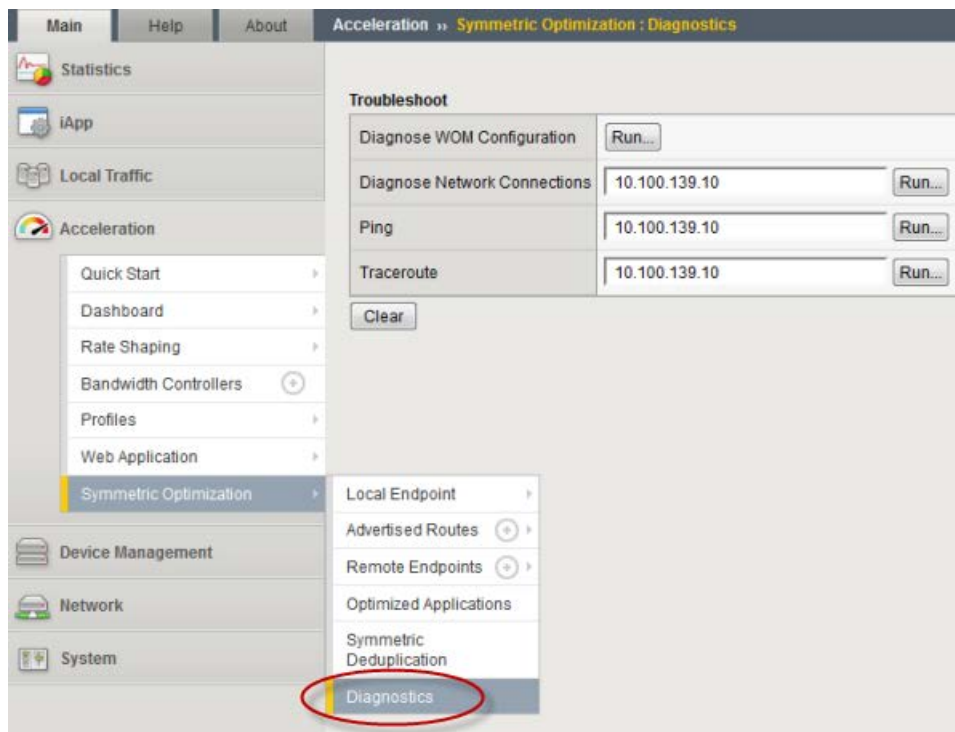 Main Help About Acceleration » Symmetric Optimization : Diagnostics
Statistics
iApp
Local Traffic
Acceleration
Quick Start
Dashboard
Rate Shaping
Bandwidth Controllers
Profiles
Web Application
Symmetric Optimization
Device Management
Network
System
Troubleshoot
Diagnose WOM Configuration Run...
Diagnose Network Connections 10.100.139.10 Run...
Ping 10.100.139.10 Run...
Traceroute 10.100.139.10 Run...
Clear
Local Endpoint
Advertised Routes
Remote Endpoints
Optimized Applications
Symmetric
Deduplication
Diagnostics